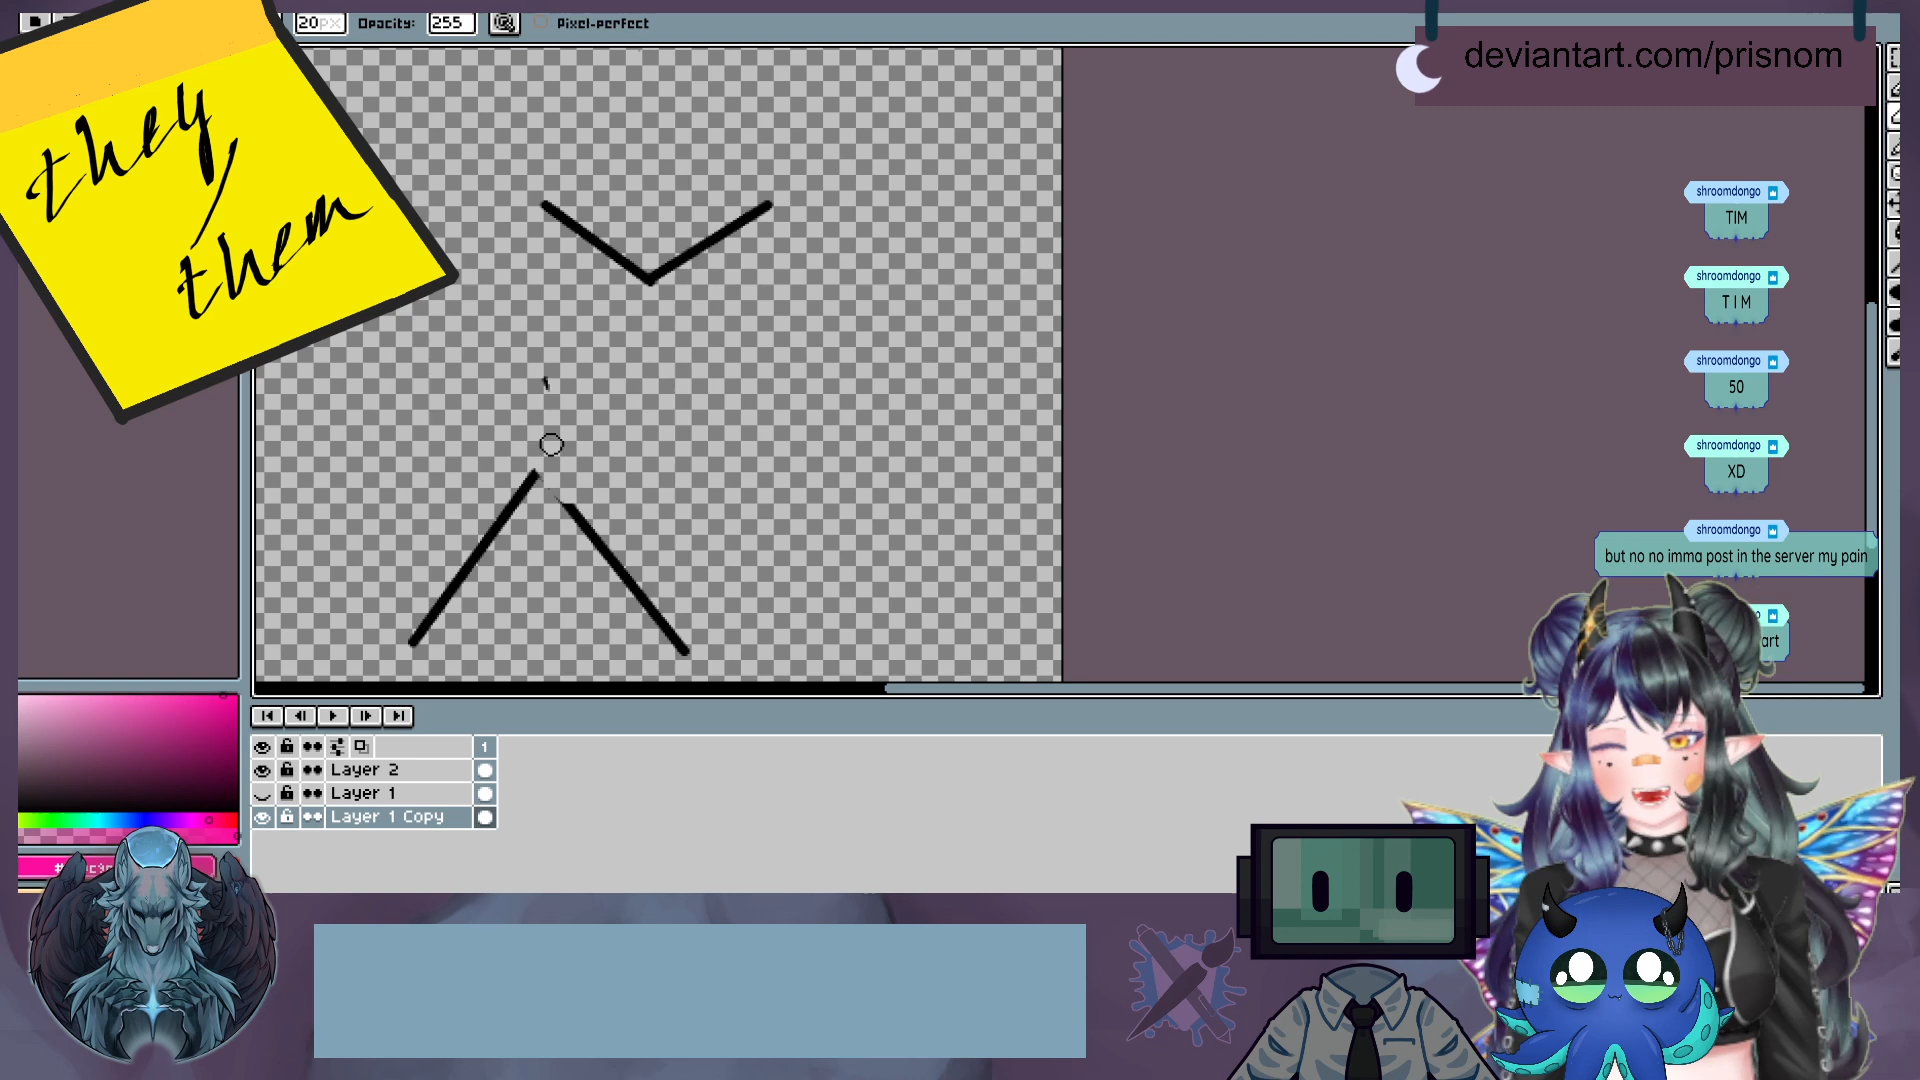 20px Opacity: 255 Pixel-perfect
deviantart.com/prisnom
they
/
them
shroomdongo
TIM
shroomdongo
T I M
shroomdongo
50
shroomdongo
XD
shroomdongo
but no no imma post in the server my pain
art
1
Layer 2
Layer 1
Layer 1 Copy